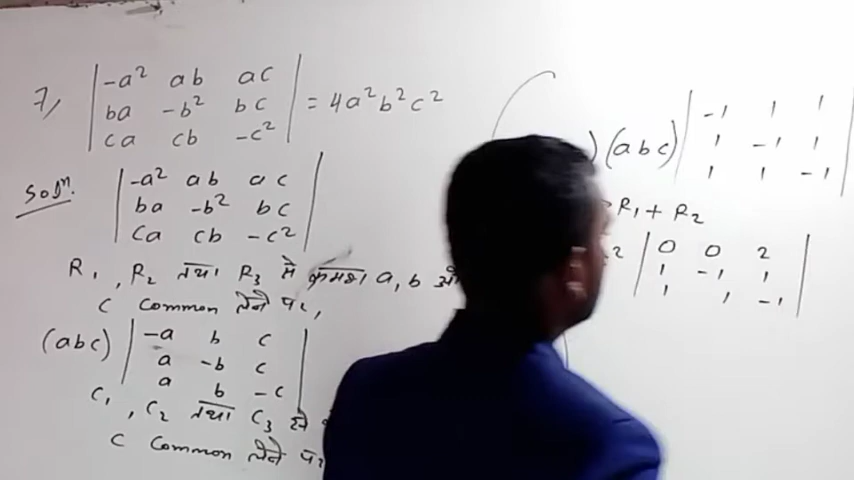 7, | -a² ab ac |
| ba -b² bc | = 4a²b²c²
| ca cb -c² |
Solⁿ. | -a² ab ac |
| ba -b² bc |
| ca cb -c² |
R₁, R₂ तथा R₃ से क्रमशः a, b
c common लेने पर,
(abc) | -a b c |
| a -b c |
| a b -c |
C₁, C₂ तथा C₃ से
c common लेने पर
) (abc) | -1 1 1 |
| 1 -1 1 |
| 1 1 -1 |
R₁ + R₂
2 | 0 0 2 |
| 1 -1 1 |
| 1 1 -1 |